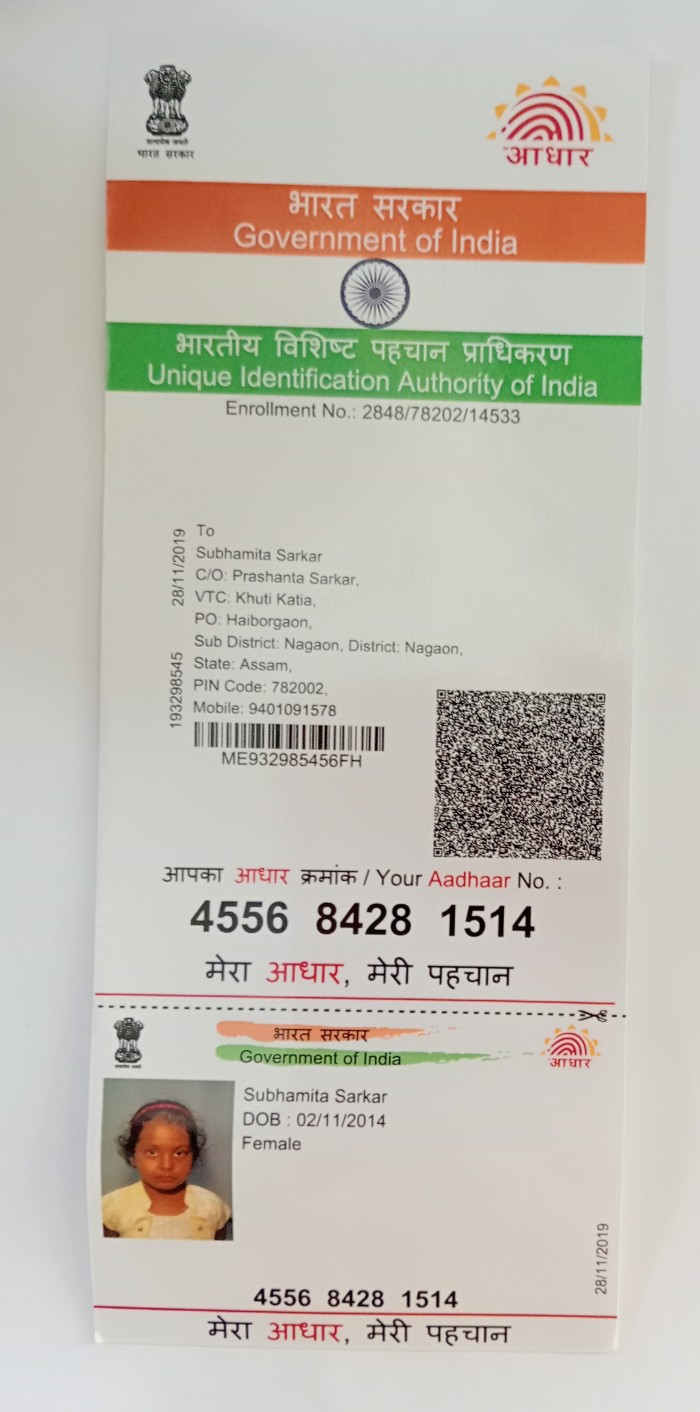 भारत सरकार
आधार
भारत सरकार
Government of India
भारतीय विशिष्ट पहचान प्राधिकरण
Unique Identification Authority of India
Enrollment No.: 2848/78202/14533
28/11/2019
193298545
To
Subhamita Sarkar
C/O: Prashanta Sarkar,
VTC: Khuti Katia,
PO: Haiborgaon,
Sub District: Nagaon, District: Nagaon,
State: Assam,
PIN Code: 782002,
Mobile: 9401091578
ME932985456FH
आपका आधार क्रमांक / Your Aadhaar No. :
4556 8428 1514
मेरा आधार, मेरी पहचान
भारत सरकार
Government of India
आधार
Subhamita Sarkar
DOB : 02/11/2014
Female
28/11/2019
4556 8428 1514
मेरा आधार, मेरी पहचान